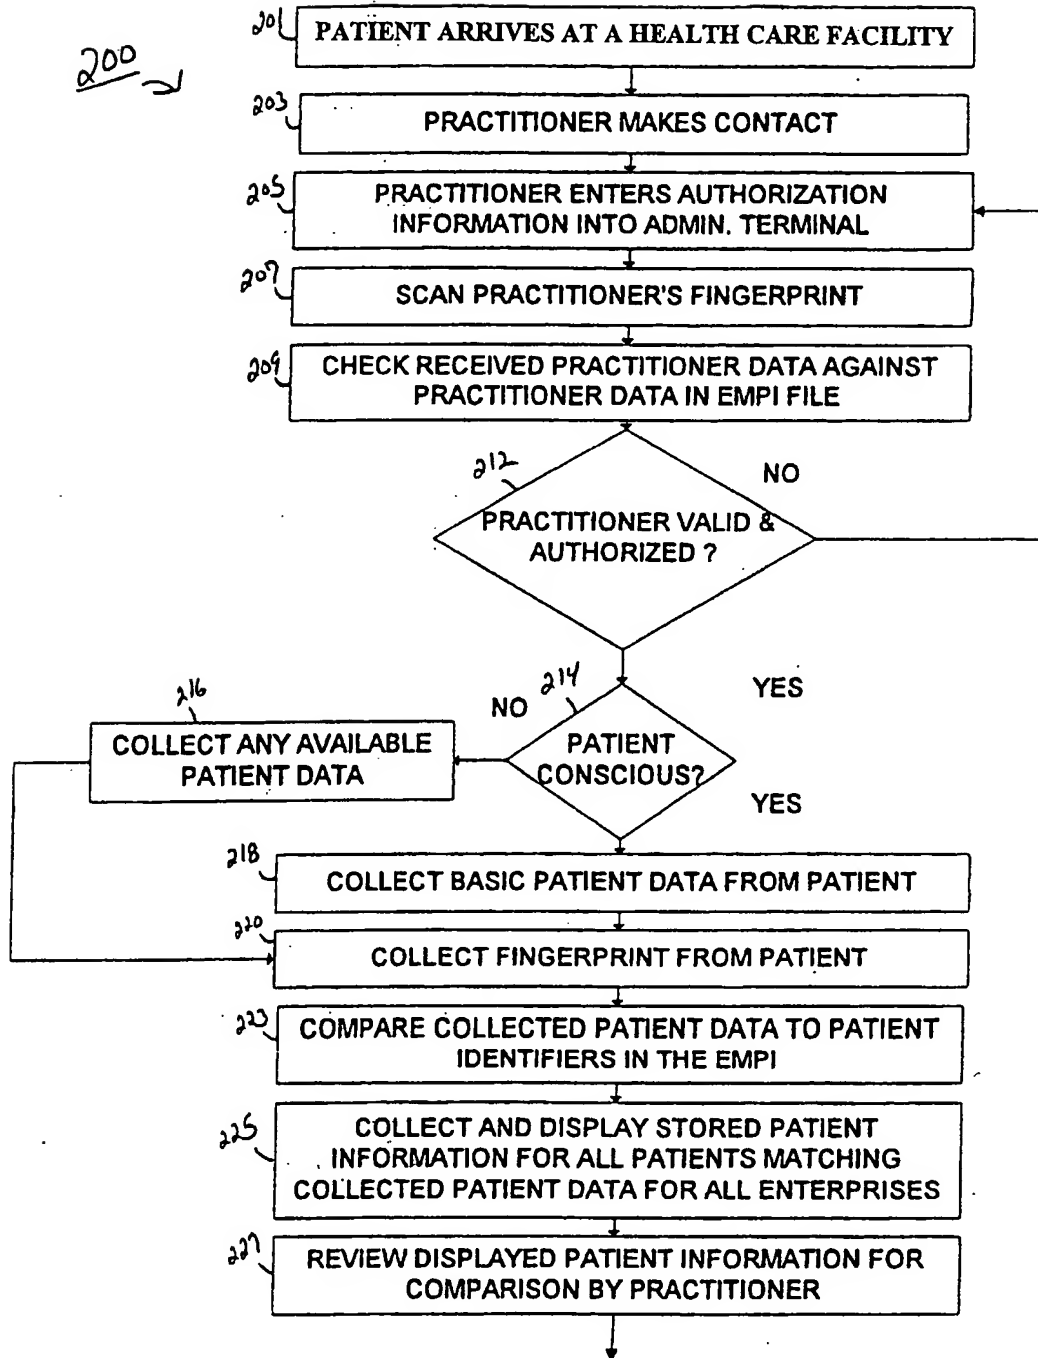 201
PATIENT ARRIVES AT A HEALTH CARE FACILITY
200
203
PRACTITIONER MAKES CONTACT
205
PRACTITIONER ENTERS AUTHORIZATION
INFORMATION INTO ADMIN. TERMINAL
207
SCAN PRACTITIONER'S FINGERPRINT
209
CHECK RECEIVED PRACTITIONER DATA AGAINST
PRACTITIONER DATA IN EMPI FILE
212
NO
PRACTITIONER VALID &
AUTHORIZED ?
214
YES
216
NO
COLLECT ANY AVAILABLE
PATIENT DATA
PATIENT
CONSCIOUS?
YES
218
COLLECT BASIC PATIENT DATA FROM PATIENT
220
COLLECT FINGERPRINT FROM PATIENT
223
COMPARE COLLECTED PATIENT DATA TO PATIENT
IDENTIFIERS IN THE EMPI
225
COLLECT AND DISPLAY STORED PATIENT
INFORMATION FOR ALL PATIENTS MATCHING
COLLECTED PATIENT DATA FOR ALL ENTERPRISES
227
REVIEW DISPLAYED PATIENT INFORMATION FOR
COMPARISON BY PRACTITIONER